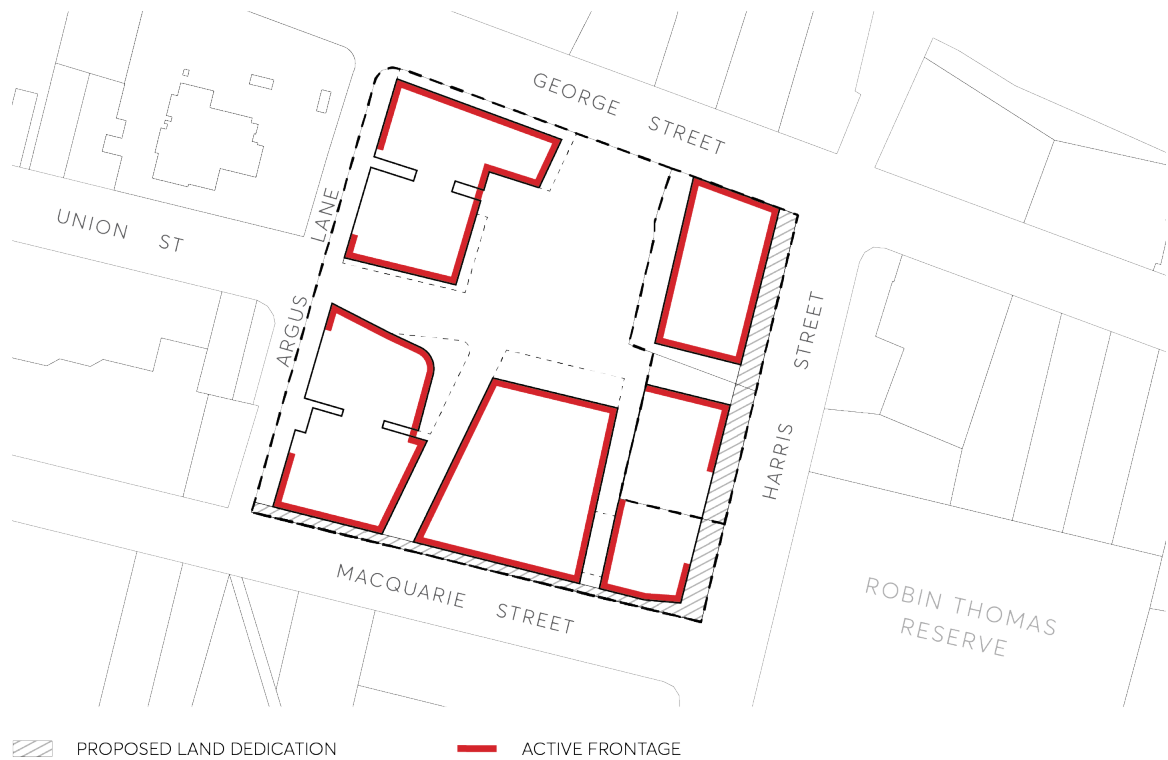 GEORGE STREET
UNION ST
ARGUS LANE
HARRIS STREET
MACQUARIE STREET
ROBIN THOMAS
RESERVE
PROPOSED LAND DEDICATION
ACTIVE FRONTAGE